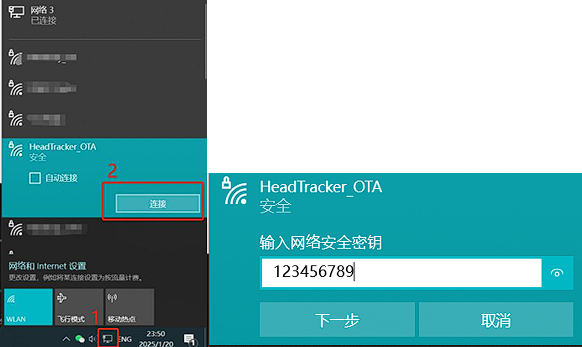 网络 3
已连接
HeadTracker_OTA
安全
自动连接
2
连接
网络和 Internet 设置
更改设置，例如将某连接设置为按流量计费。
WLAN
飞行模式
移动热点
1
ENG
23:50
2025/1/20
1
HeadTracker_OTA
安全
输入网络安全密钥
123456789
下一步
取消